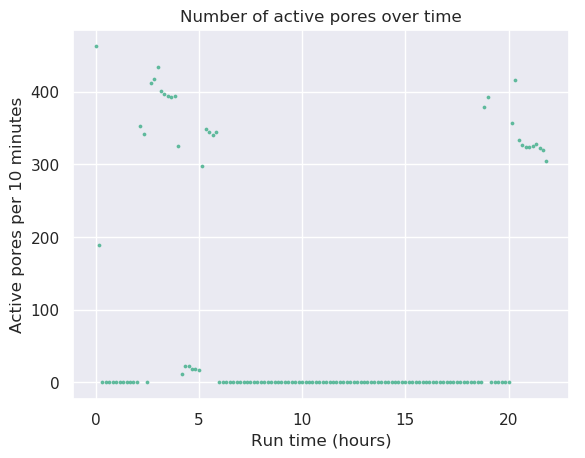 Number of active pores over time
Active pores per 10 minutes
400
300
200
100
0
0 5 10 15 20
Run time (hours)